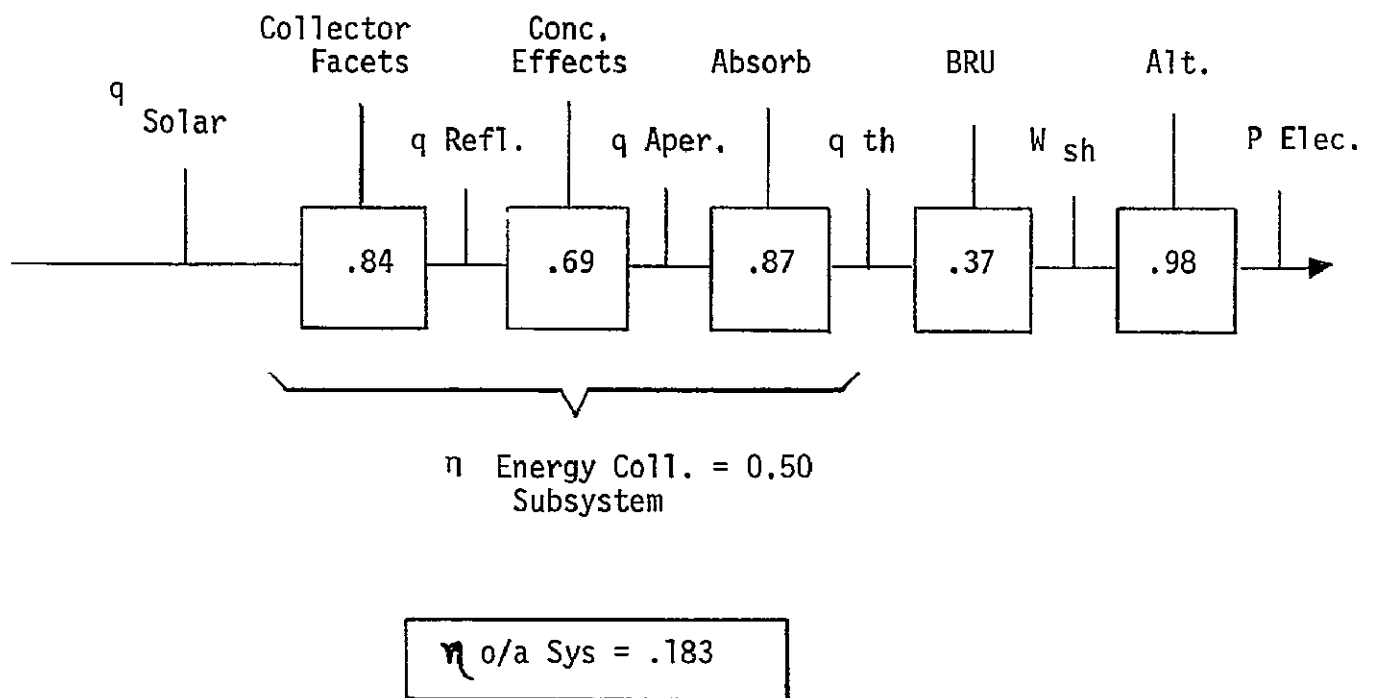 Collector
Facets
Conc.
Effects
Absorb
BRU
Alt.
q
Solar
q Refl.
q Aper.
q th
W sh
P Elec.
.84
.69
.87
.37
.98
η Energy Coll. = 0.50
Subsystem
η o/a Sys = .183